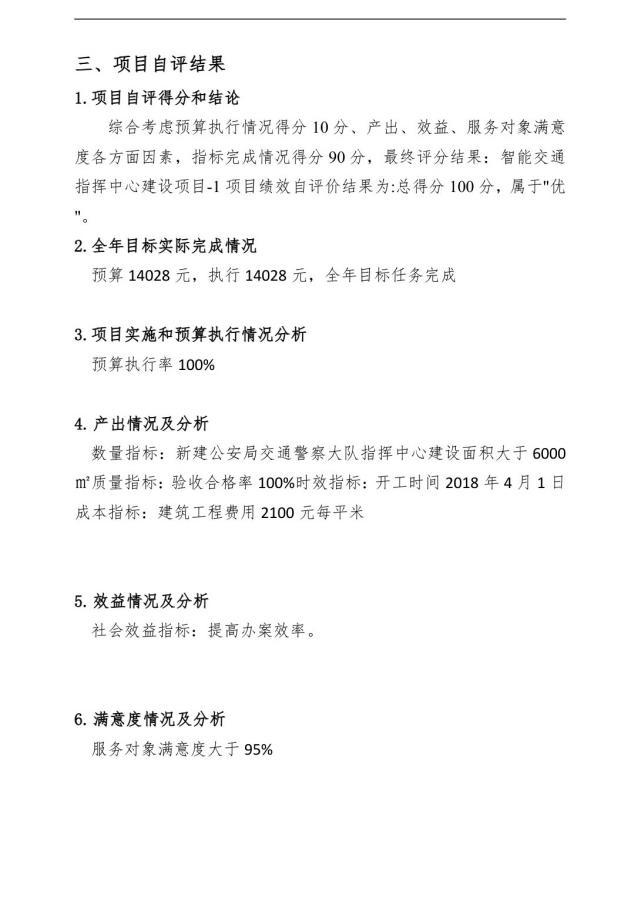 三、项目自评结果
1.项目自评得分和结论
综合考虑预算执行情况得分 10 分、产出、效益、服务对象满意
度各方面因素，指标完成情况得分 90 分，最终评分结果：智能交通
指挥中心建设项目-1 项目绩效自评价结果为:总得分 100 分，属于"优
"。
2.全年目标实际完成情况
预算 14028 元，执行 14028 元，全年目标任务完成
3.项目实施和预算执行情况分析
预算执行率 100%
4.产出情况及分析
数量指标：新建公安局交通警察大队指挥中心建设面积大于 6000
㎡质量指标：验收合格率 100%时效指标：开工时间 2018 年 4 月 1 日
成本指标：建筑工程费用 2100 元每平米
5.效益情况及分析
社会效益指标：提高办案效率。
6.满意度情况及分析
服务对象满意度大于 95%